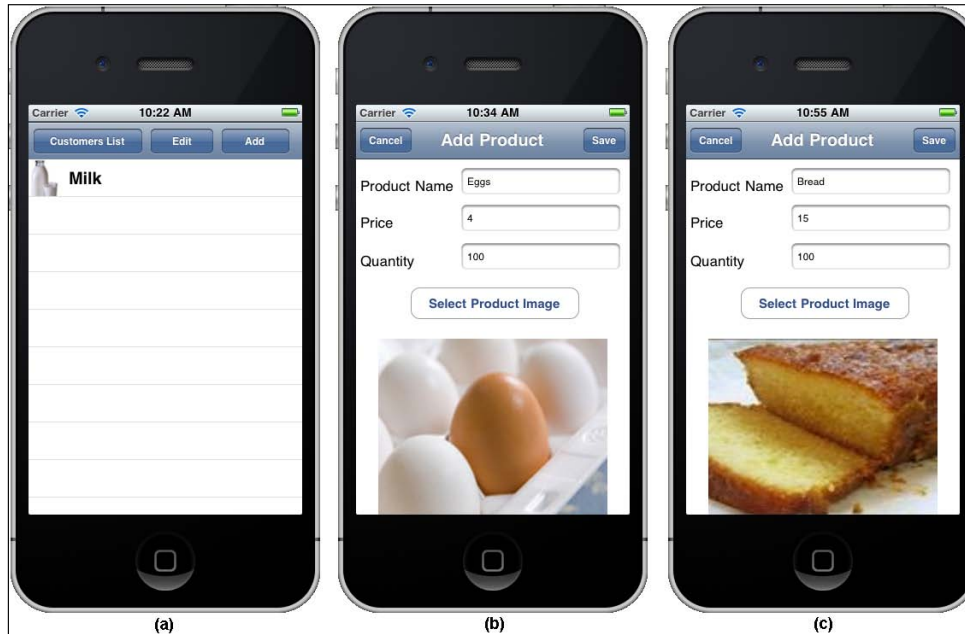 Carrier 10:22 AM
Customers List Edit Add
Milk
(a)
Carrier 10:34 AM
Cancel Add Product Save
Product Name Eggs
Price 4
Quantity 100
Select Product Image
(b)
Carrier 10:55 AM
Cancel Add Product Save
Product Name Bread
Price 15
Quantity 100
Select Product Image
(c)